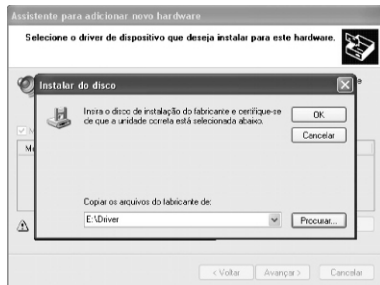 Assistente para adicionar novo hardware
Selecione o driver de dispositivo que deseja instalar para este hardware.
Instalar do disco
Insira o disco de instalação do fabricante e certifique-se
de que a unidade correta está selecionada abaixo.
OK
Cancelar
Copiar os arquivos do fabricante de:
E:\Driver
Procurar...
< Voltar
Avançar >
Cancelar